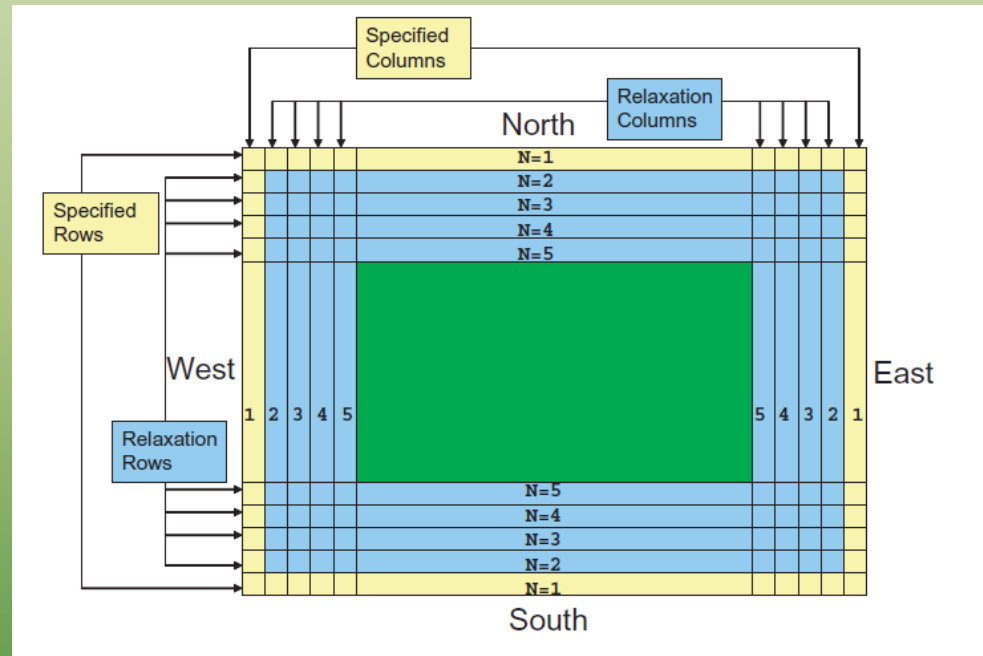 Specified
Columns
Relaxation
Columns
North
N=1
N=2
Specified
Rows
N=3
N=4
N=5
West
East
1 2 3 4 5
5 4 3 2 1
Relaxation
Rows
N=5
N=4
N=3
N=2
N=1
South